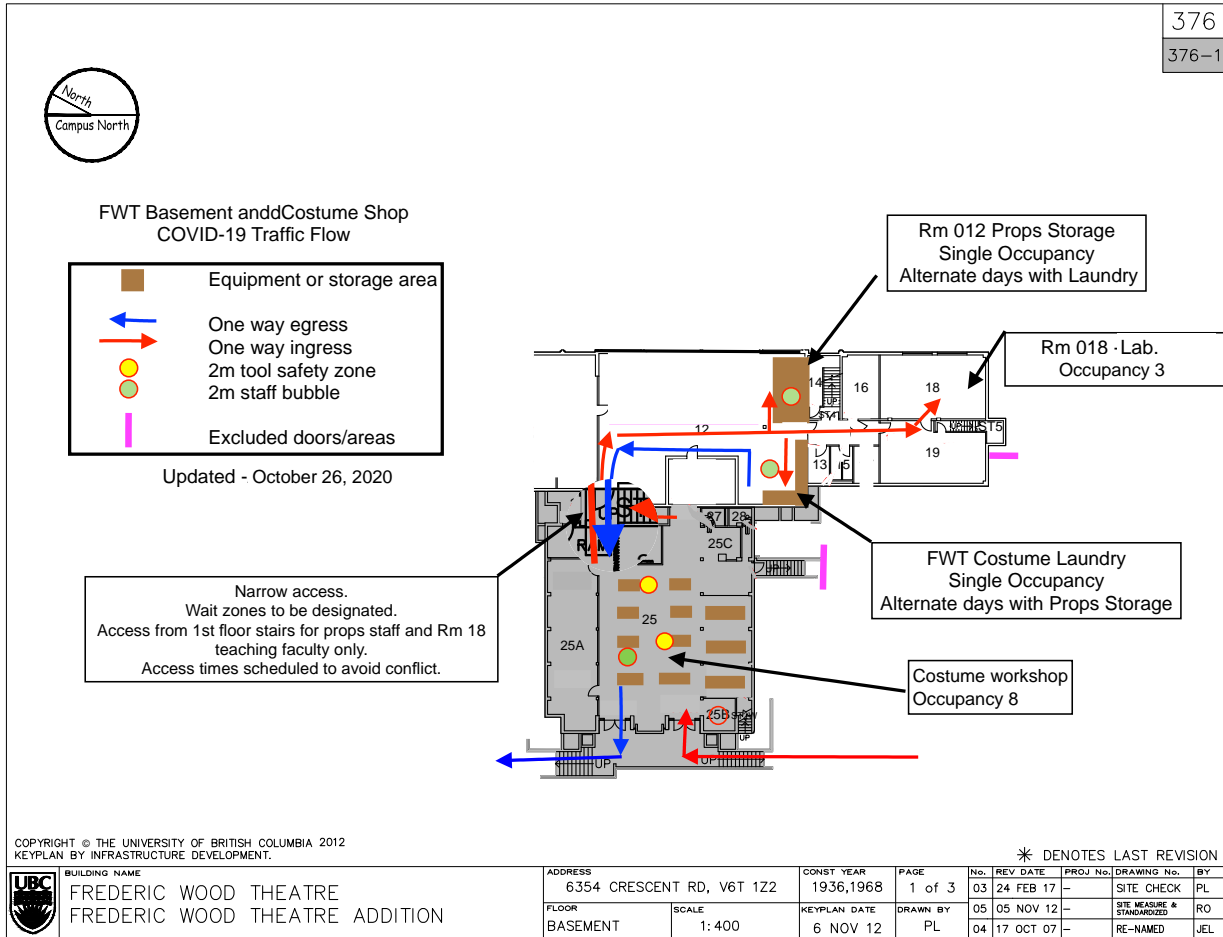 376
376-1
North
Campus North
FWT Basement anddCostume Shop
COVID-19 Traffic Flow
Equipment or storage area
One way egress
One way ingress
2m tool safety zone
2m staff bubble
Excluded doors/areas
Updated - October 26, 2020
Rm 012 Props Storage
Single Occupancy
Alternate days with Laundry
Rm 018 · Lab.
Occupancy 3
14
16
18
UP
ST1
12
ST5
19
13
15
UP
ST
27
28
25C
RAM
UP
FWT Costume Laundry
Single Occupancy
Alternate days with Props Storage
Narrow access.
Wait zones to be designated.
Access from 1st floor stairs for props staff and Rm 18
teaching faculty only.
Access times scheduled to avoid conflict.
25
25A
Costume workshop
Occupancy 8
25B
UP
UP
UP
COPYRIGHT © THE UNIVERSITY OF BRITISH COLUMBIA 2012
KEYPLAN BY INFRASTRUCTURE DEVELOPMENT.
✳ DENOTES LAST REVISION
UBC
BUILDING NAME
FREDERIC WOOD THEATRE
FREDERIC WOOD THEATRE ADDITION
ADDRESS
6354 CRESCENT RD, V6T 1Z2
CONST YEAR
1936,1968
PAGE
1 of 3
FLOOR
BASEMENT
SCALE
1:400
KEYPLAN DATE
6 NOV 12
DRAWN BY
PL
No. REV DATE PROJ No. DRAWING No. BY
03 24 FEB 17 – SITE CHECK PL
05 05 NOV 12 – SITE MEASURE & STANDARDIZED RO
04 17 OCT 07 – RE-NAMED JEL